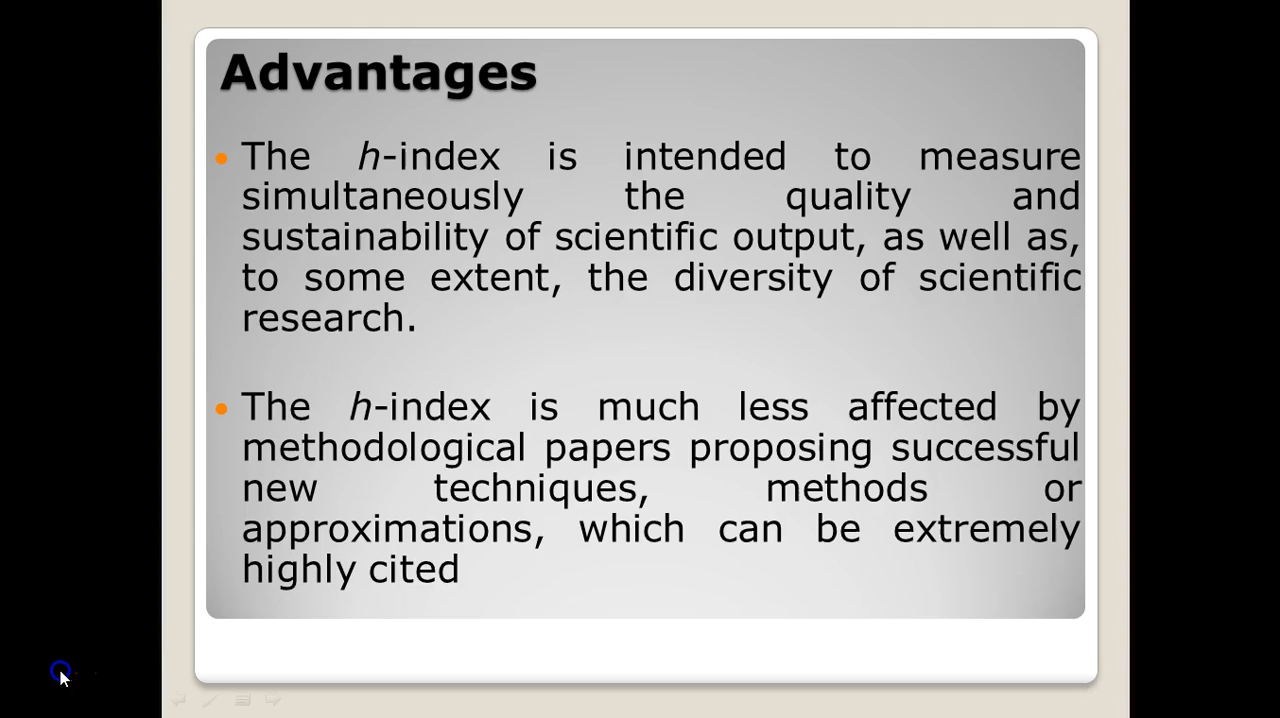 Advantages
• The h-index is intended to measure
simultaneously the quality and
sustainability of scientific output, as well as,
to some extent, the diversity of scientific
research.
• The h-index is much less affected by
methodological papers proposing successful
new techniques, methods or
approximations, which can be extremely
highly cited